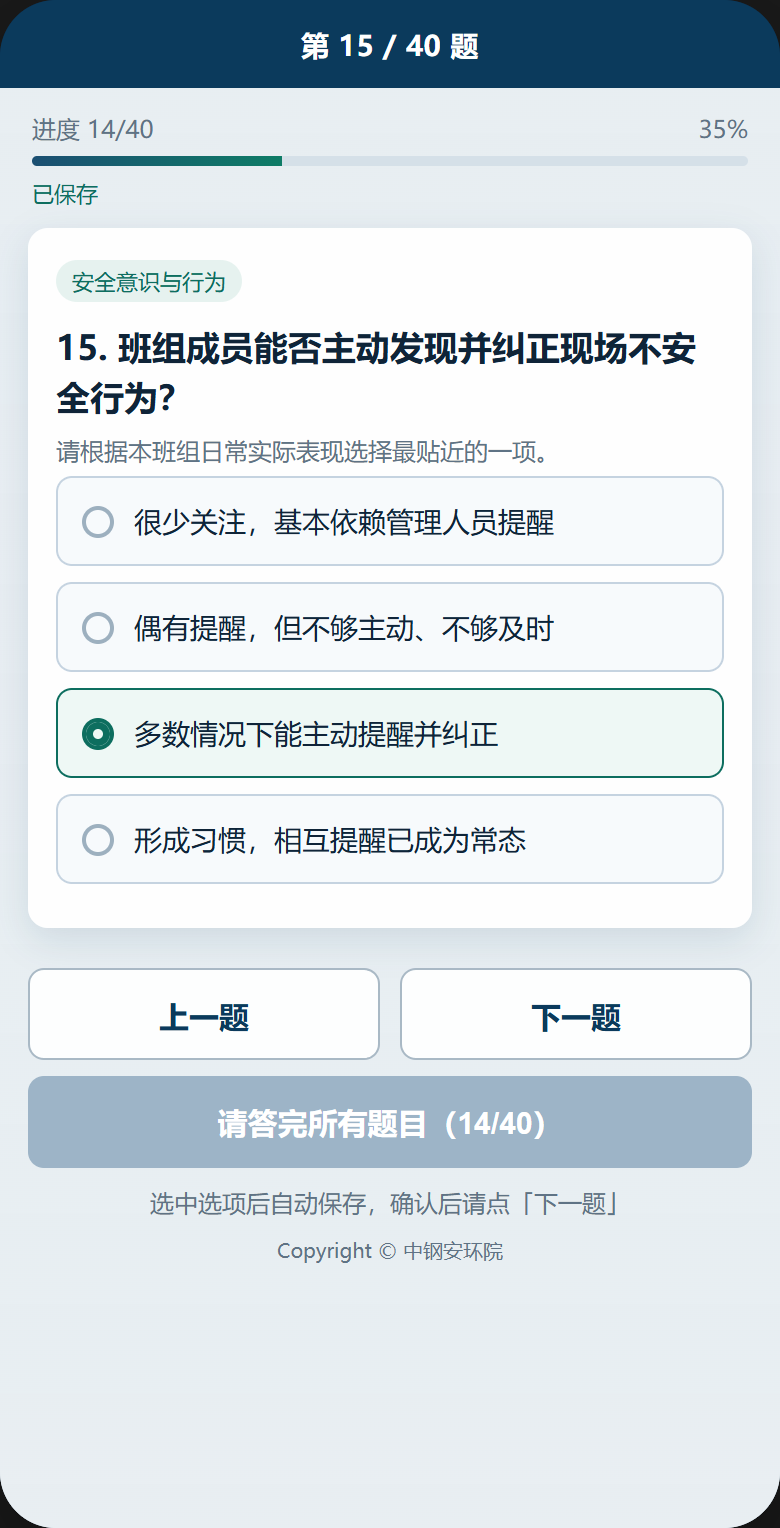 第 15 / 40 题
进度 14/40
35%
已保存
安全意识与行为
15. 班组成员能否主动发现并纠正现场不安
全行为？
请根据本班组日常实际表现选择最贴近的一项。
很少关注，基本依赖管理人员提醒
偶有提醒，但不够主动、不够及时
多数情况下能主动提醒并纠正
形成习惯，相互提醒已成为常态
上一题
下一题
请答完所有题目（14/40）
选中选项后自动保存，确认后请点「下一题」
Copyright © 中钢安环院